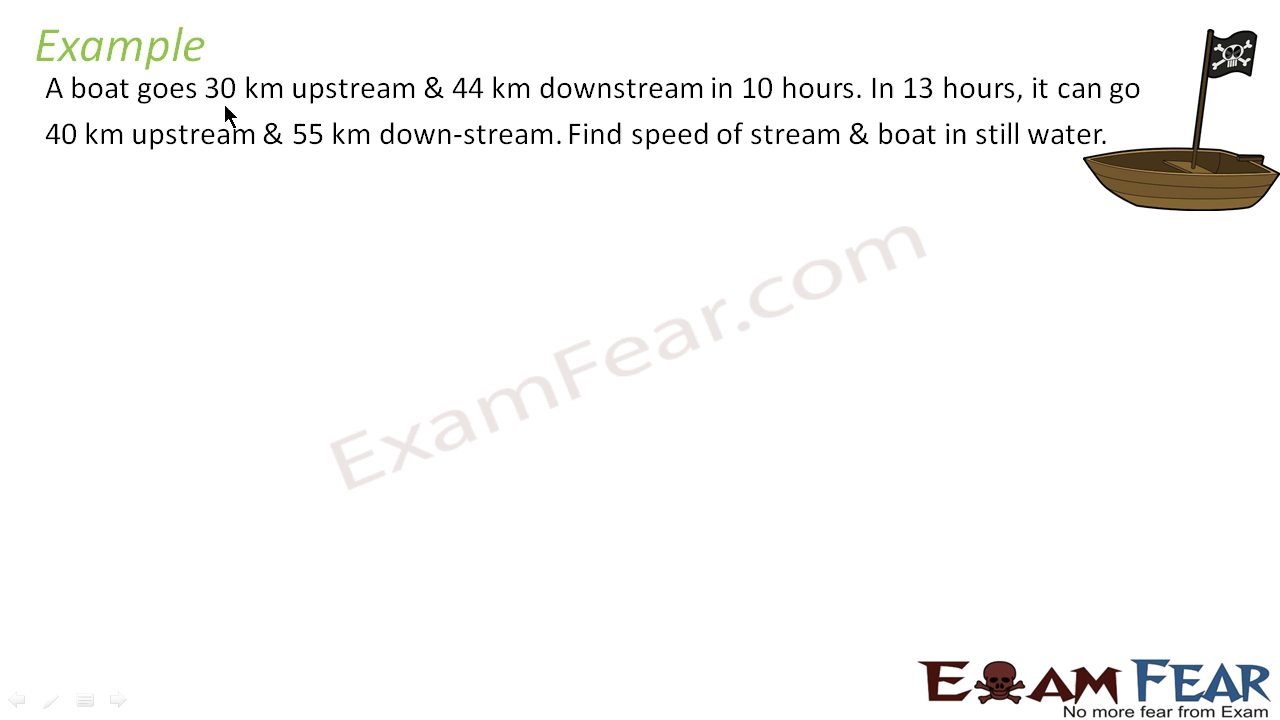 Example
A boat goes 30 km upstream & 44 km downstream in 10 hours. In 13 hours, it can go
40 km upstream & 55 km down-stream. Find speed of stream & boat in still water.
ExamFear.com
EXAM FEAR
No more fear from Exam